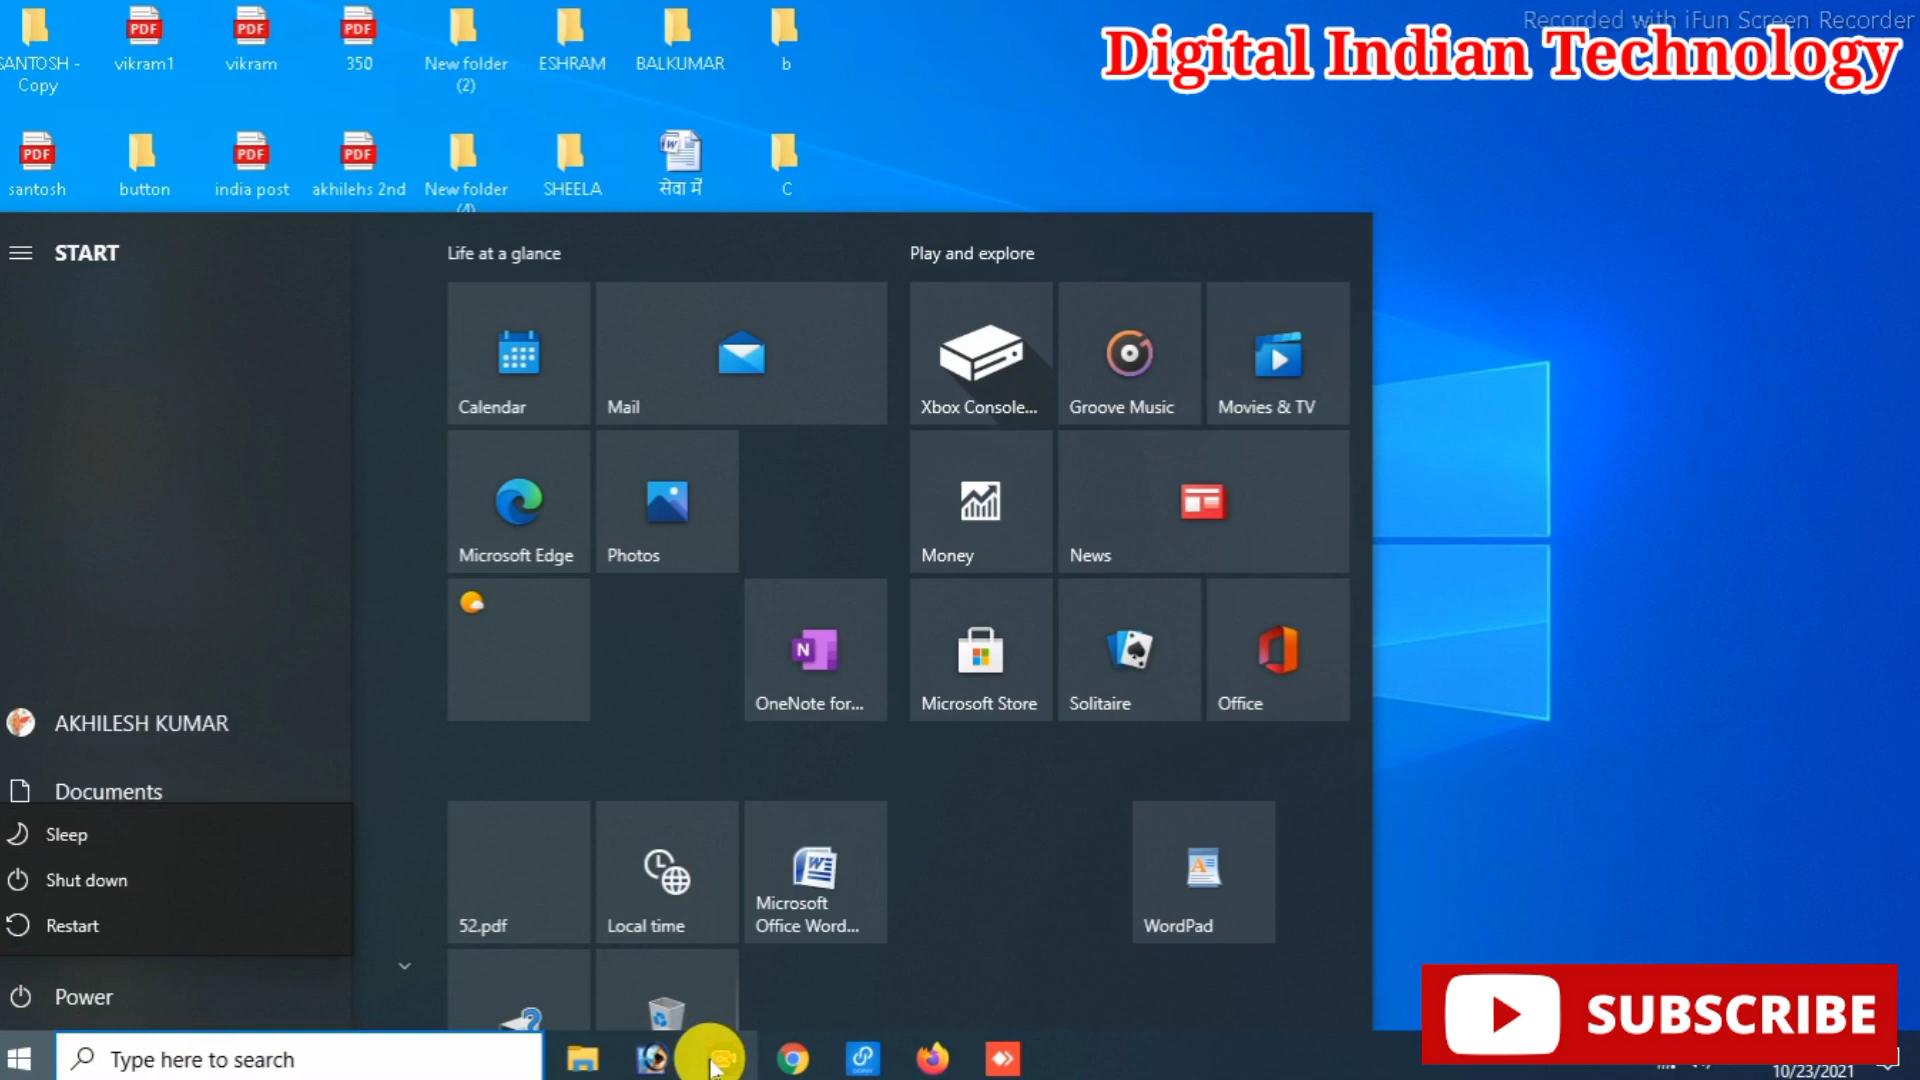 Recorded with iFun Screen Recorder
Digital Indian Technology
SANTOSH - Copy
vikram1
vikram
350
New folder (2)
ESHRAM
BALKUMAR
b
santosh
button
india post
akhilehs 2nd
New folder (4)
SHEELA
सेवा में
C
START
Life at a glance
Play and explore
Calendar
Mail
Xbox Console...
Groove Music
Movies & TV
Microsoft Edge
Photos
Money
News
OneNote for...
Microsoft Store
Solitaire
Office
AKHILESH KUMAR
Documents
Sleep
Shut down
Restart
Power
52.pdf
Local time
Microsoft
Office Word...
WordPad
SUBSCRIBE
Type here to search
10/23/2021